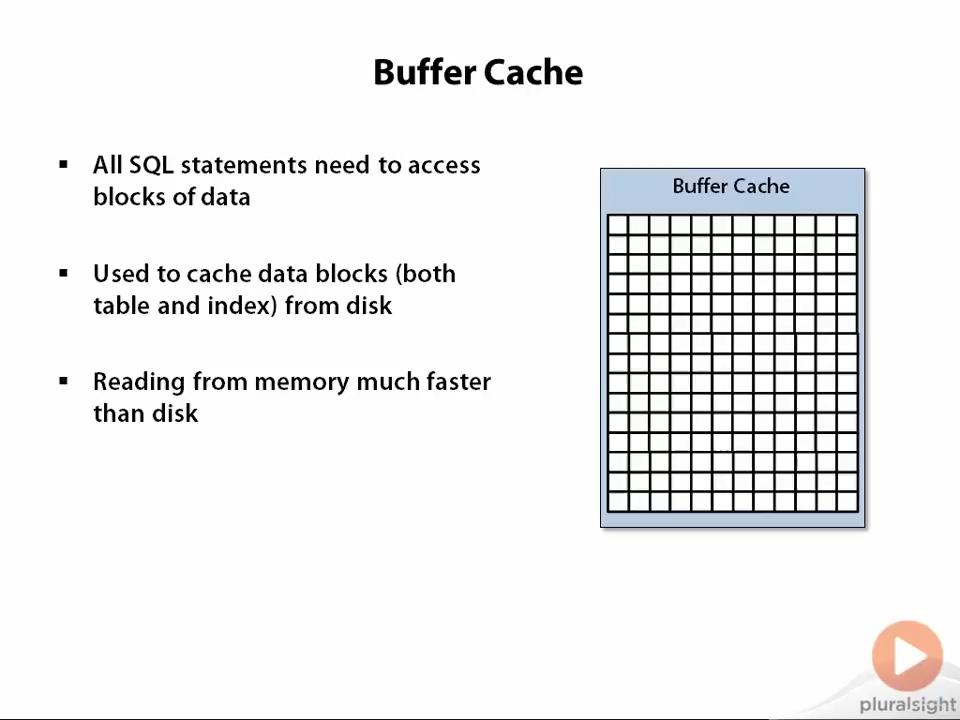 Buffer Cache
▪ All SQL statements need to access
blocks of data
▪ Used to cache data blocks (both
table and index) from disk
▪ Reading from memory much faster
than disk
Buffer Cache
pluralsight